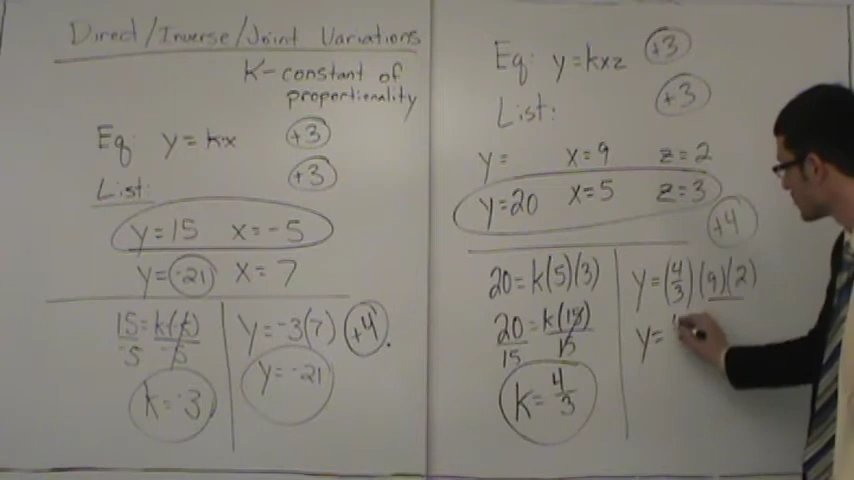 Direct/Inverse/Joint Variations
K-constant of
proportionality
Eq: y=kx +3
List: +3
y=15 x=-5
y=-21 x=7
15=k(-5)
-5 -5
k=-3
y=-3(7) +4.
y=-21
Eq: y=kxz +3
List: +3
y= x=9 z=2
y=20 x=5 z=3
+4
20=k(5)(3)
20=k(15)
15 15
k=4/3
y=(4/3)(9)(2)
y=